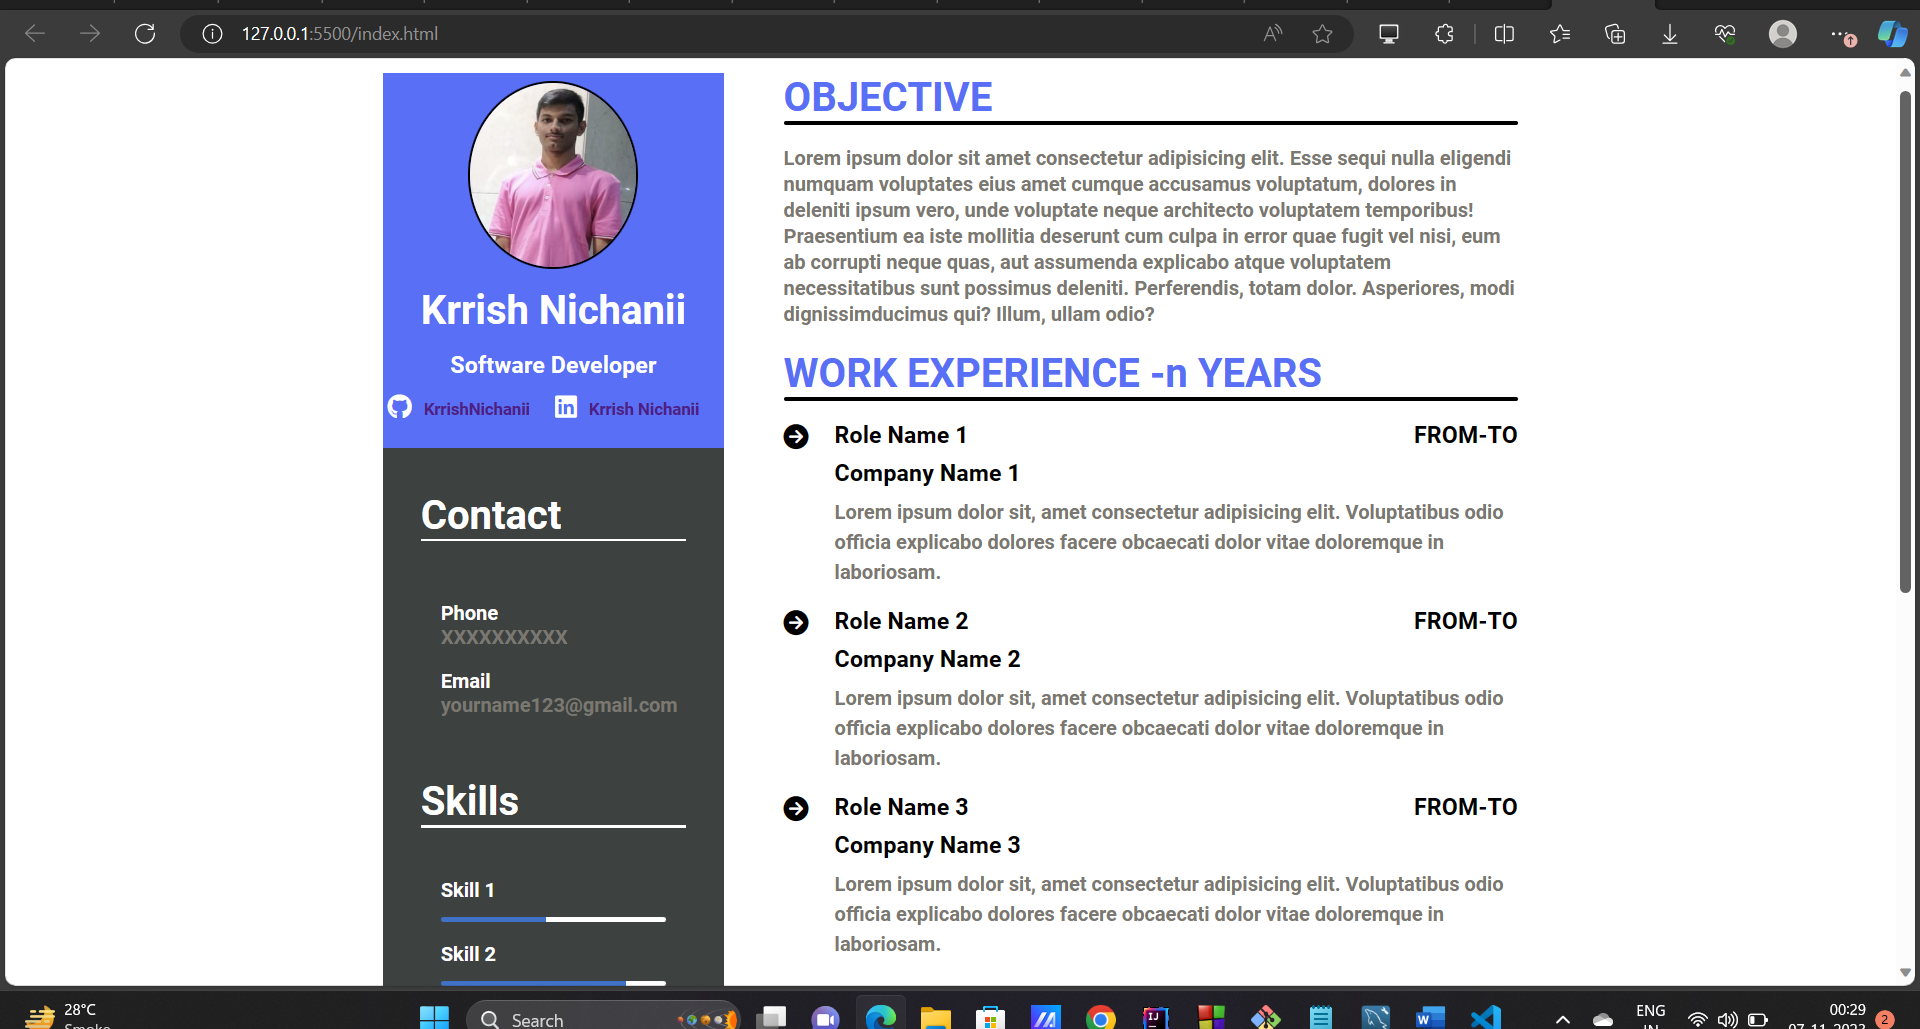 127.0.0.1:5500/index.html
Krrish Nichanii
Software Developer
KrrishNichanii Krrish Nichanii
Contact
Phone
XXXXXXXXXX
Email
yourname123@gmail.com
Skills
Skill 1
Skill 2
OBJECTIVE
Lorem ipsum dolor sit amet consectetur adipisicing elit. Esse sequi nulla eligendi
numquam voluptates eius amet cumque accusamus voluptatum, dolores in
deleniti ipsum vero, unde voluptate neque architecto voluptatem temporibus!
Praesentium ea iste mollitia deserunt cum culpa in error quae fugit vel nisi, eum
ab corrupti neque quas, aut assumenda explicabo atque voluptatem
necessitatibus sunt possimus deleniti. Perferendis, totam dolor. Asperiores, modi
dignissimducimus qui? Illum, ullam odio?
WORK EXPERIENCE -n YEARS
Role Name 1 FROM-TO
Company Name 1
Lorem ipsum dolor sit, amet consectetur adipisicing elit. Voluptatibus odio
officia explicabo dolores facere obcaecati dolor vitae doloremque in
laboriosam.
Role Name 2 FROM-TO
Company Name 2
Lorem ipsum dolor sit, amet consectetur adipisicing elit. Voluptatibus odio
officia explicabo dolores facere obcaecati dolor vitae doloremque in
laboriosam.
Role Name 3 FROM-TO
Company Name 3
Lorem ipsum dolor sit, amet consectetur adipisicing elit. Voluptatibus odio
officia explicabo dolores facere obcaecati dolor vitae doloremque in
laboriosam.
28°C
Smoke
Search
ENG
IN
00:29
07-11-2023
2